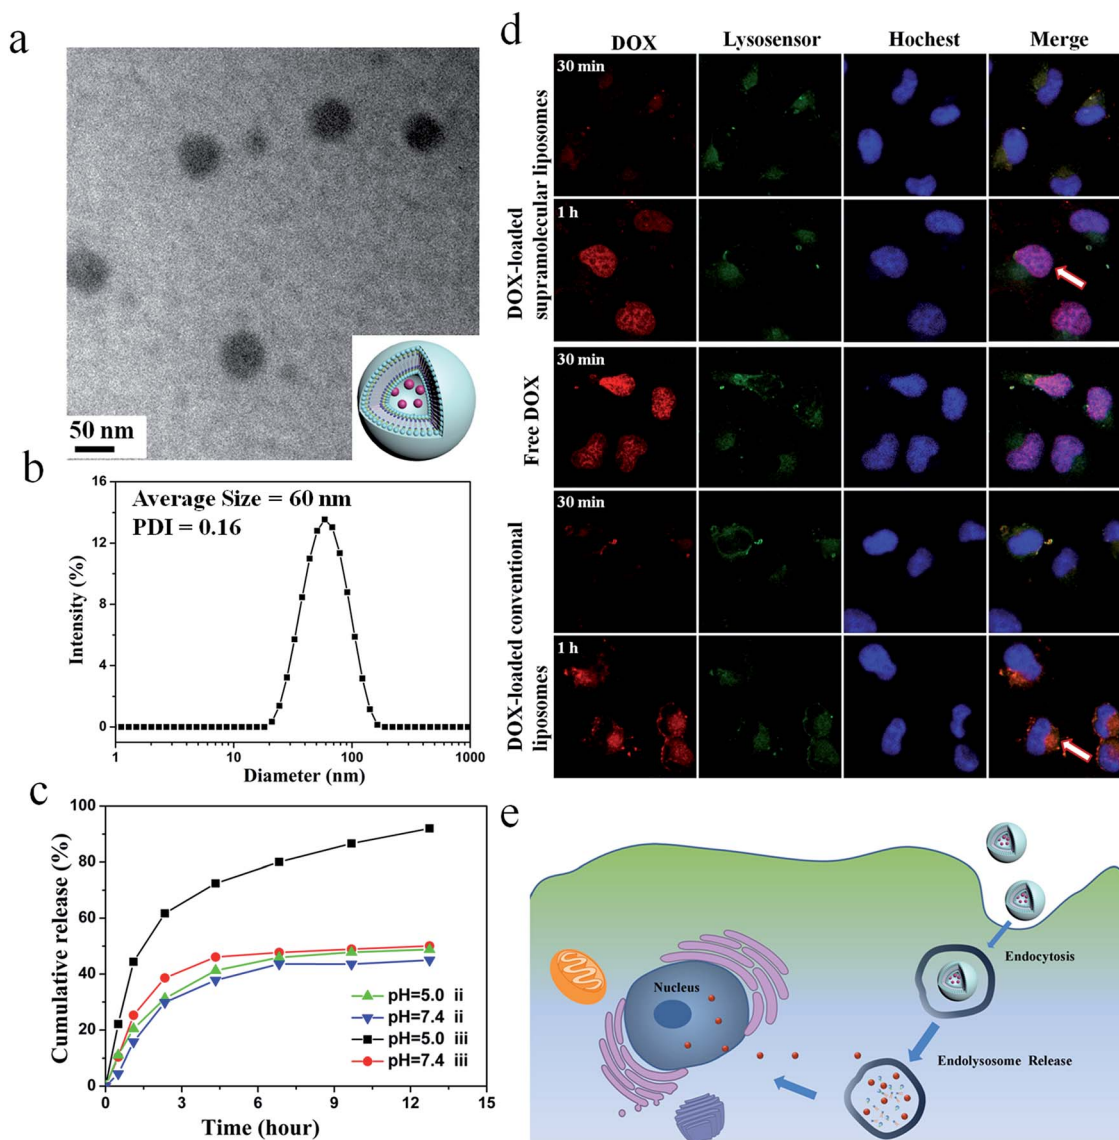 a
50 nm
b
Average Size = 60 nm
PDI = 0.16
Intensity (%)
16
12
8
4
0
1
10
100
1000
Diameter (nm)
c
Cumulative release (%)
100
80
60
40
20
0
pH=5.0 ii
pH=7.4 ii
pH=5.0 iii
pH=7.4 iii
0
3
6
9
12
15
Time (hour)
d
DOX
Lysosensor
Hochest
Merge
DOX-loaded
supramolecular liposomes
30 min
1 h
Free DOX
30 min
DOX-loaded conventional
liposomes
30 min
1 h
e
Endocytosis
Nucleus
Endolysosome Release